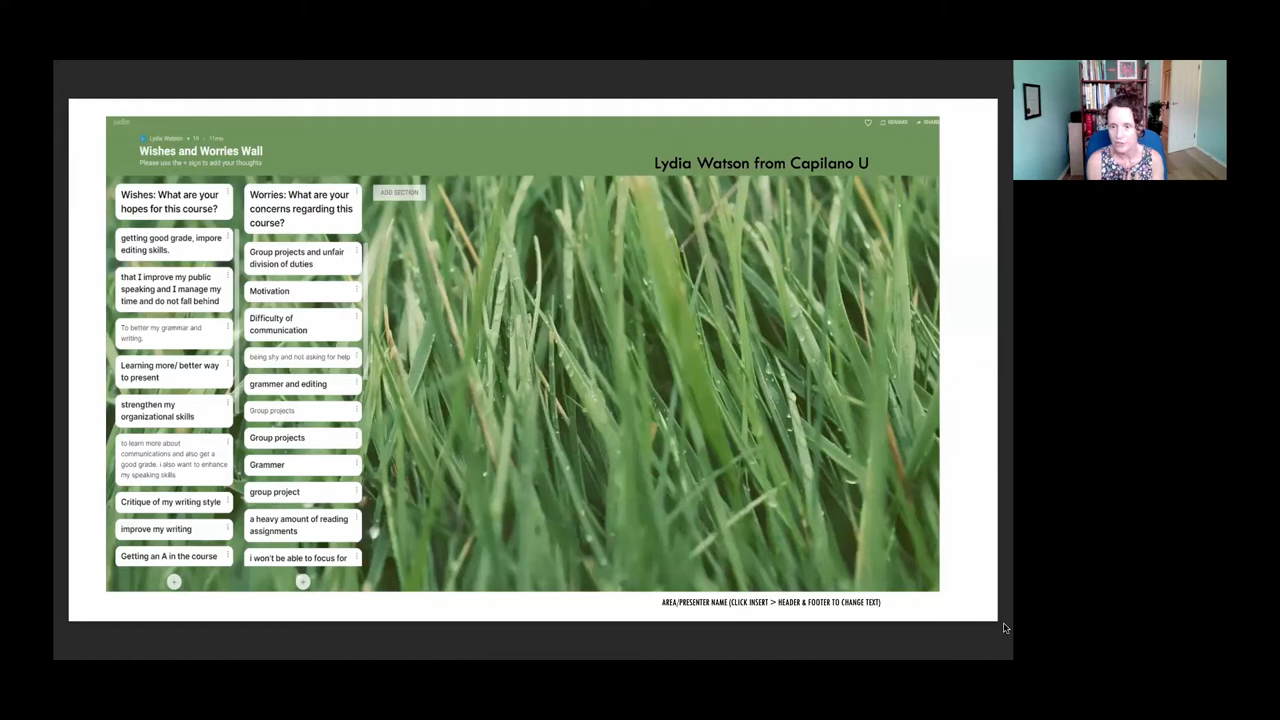 padlet
Lydia Watson • 19 • 11mo
Wishes and Worries Wall
Please use the + sign to add your thoughts
REMAKE
SHARE
Lydia Watson from Capilano U
Wishes: What are your
hopes for this course?
getting good grade, impore
editing skills.
that I improve my public
speaking and I manage my
time and do not fall behind
To better my grammar and
writing.
Learning more/ better way
to present
strengthen my
organizational skills
to learn more about
communications and also get a
good grade. i also want to enhance
my speaking skills
Critique of my writing style
improve my writing
Getting an A in the course
Worries: What are your
concerns regarding this
course?
Group projects and unfair
division of duties
Motivation
Difficulty of
communication
being shy and not asking for help
grammer and editing
Group projects
Group projects
Grammer
group project
a heavy amount of reading
assignments
i won't be able to focus for
ADD SECTION
AREA/PRESENTER NAME (CLICK INSERT > HEADER & FOOTER TO CHANGE TEXT)